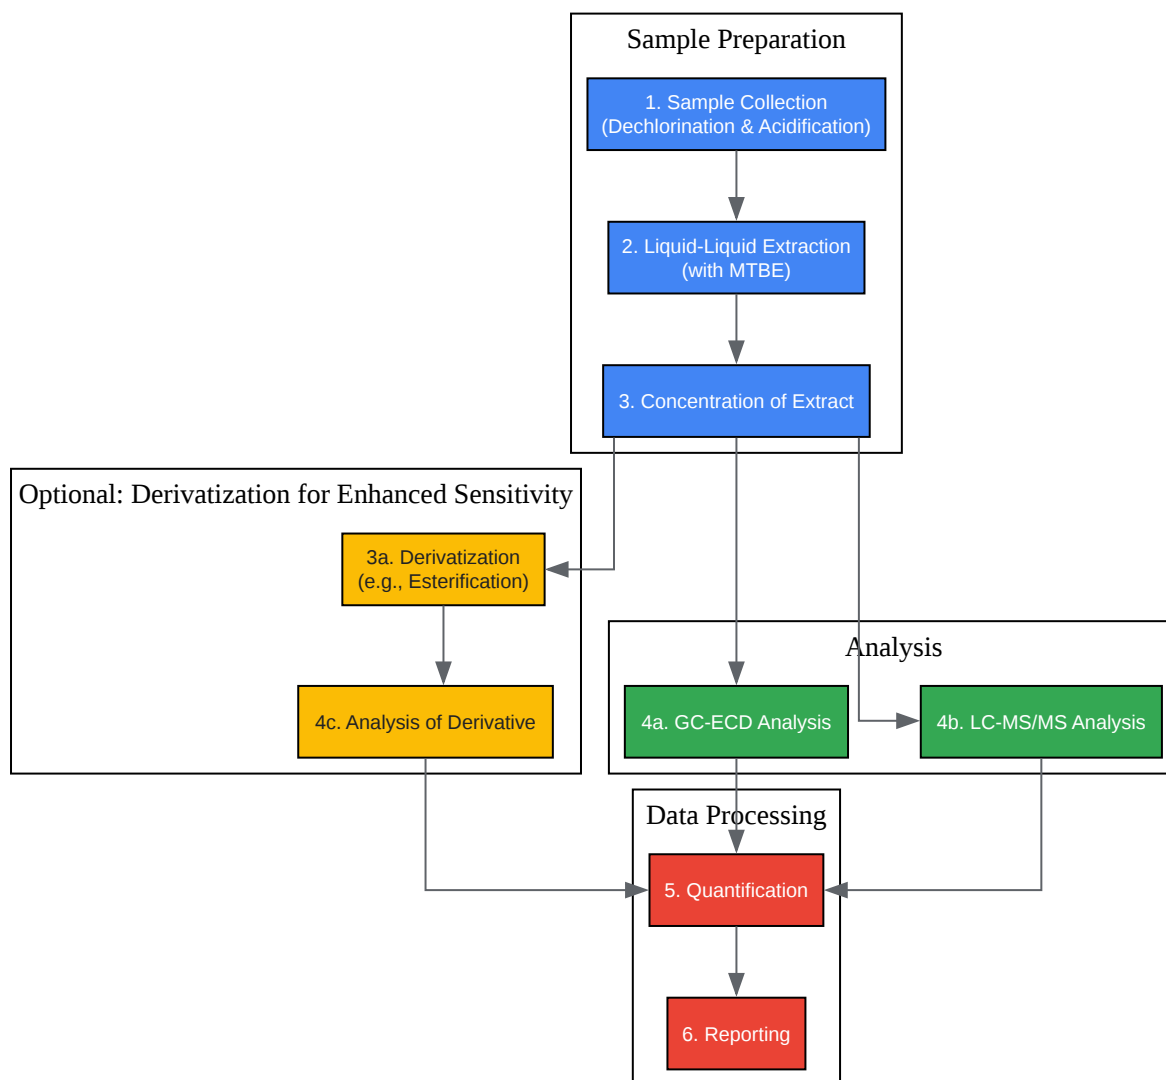 Sample Preparation
1. Sample Collection
(Dechlorination & Acidification)
2. Liquid-Liquid Extraction
(with MTBE)
3. Concentration of Extract
Optional: Derivatization for Enhanced Sensitivity
3a. Derivatization
(e.g., Esterification)
4c. Analysis of Derivative
Analysis
4a. GC-ECD Analysis
4b. LC-MS/MS Analysis
Data Processing
5. Quantification
6. Reporting